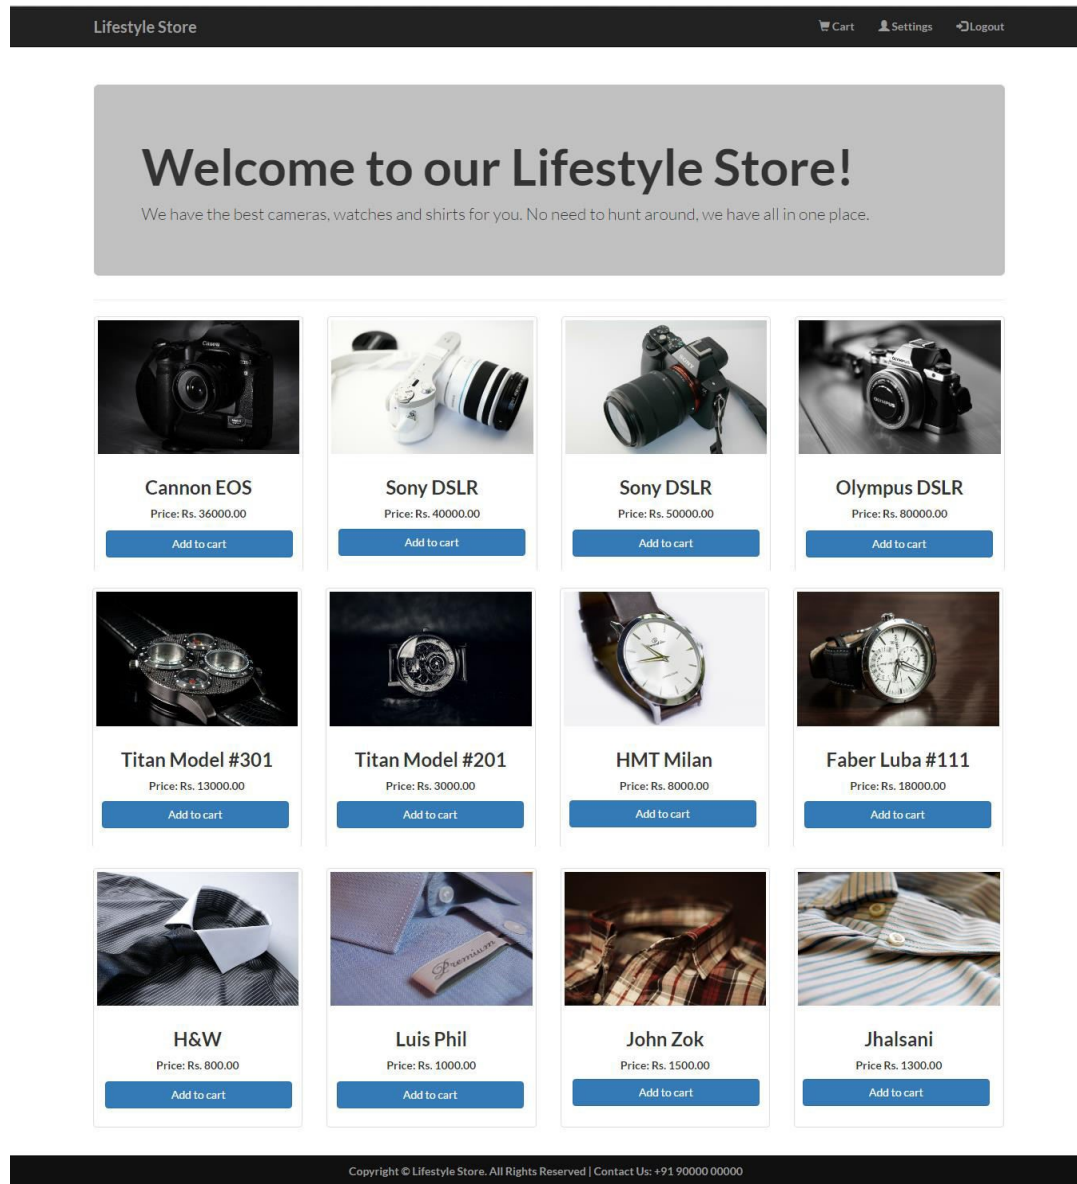 Lifestyle Store
Cart Settings Logout
Welcome to our Lifestyle Store!
We have the best cameras, watches and shirts for you. No need to hunt around, we have all in one place.
Canon
SONY
OLYMPUS
OLYMPUS
Cannon EOS
Price: Rs. 36000.00
Add to cart
Sony DSLR
Price: Rs. 40000.00
Add to cart
Sony DSLR
Price: Rs. 50000.00
Add to cart
Olympus DSLR
Price: Rs. 80000.00
Add to cart
Titan Model #301
Price: Rs. 13000.00
Add to cart
Titan Model #201
Price: Rs. 3000.00
Add to cart
HMT Milan
Price: Rs. 8000.00
Add to cart
Faber Luba #111
Price: Rs. 18000.00
Add to cart
Premium
H&W
Price: Rs. 800.00
Add to cart
Luis Phil
Price: Rs. 1000.00
Add to cart
John Zok
Price: Rs. 1500.00
Add to cart
Jhalsani
Price Rs. 1300.00
Add to cart
Copyright © Lifestyle Store. All Rights Reserved | Contact Us: +91 90000 00000